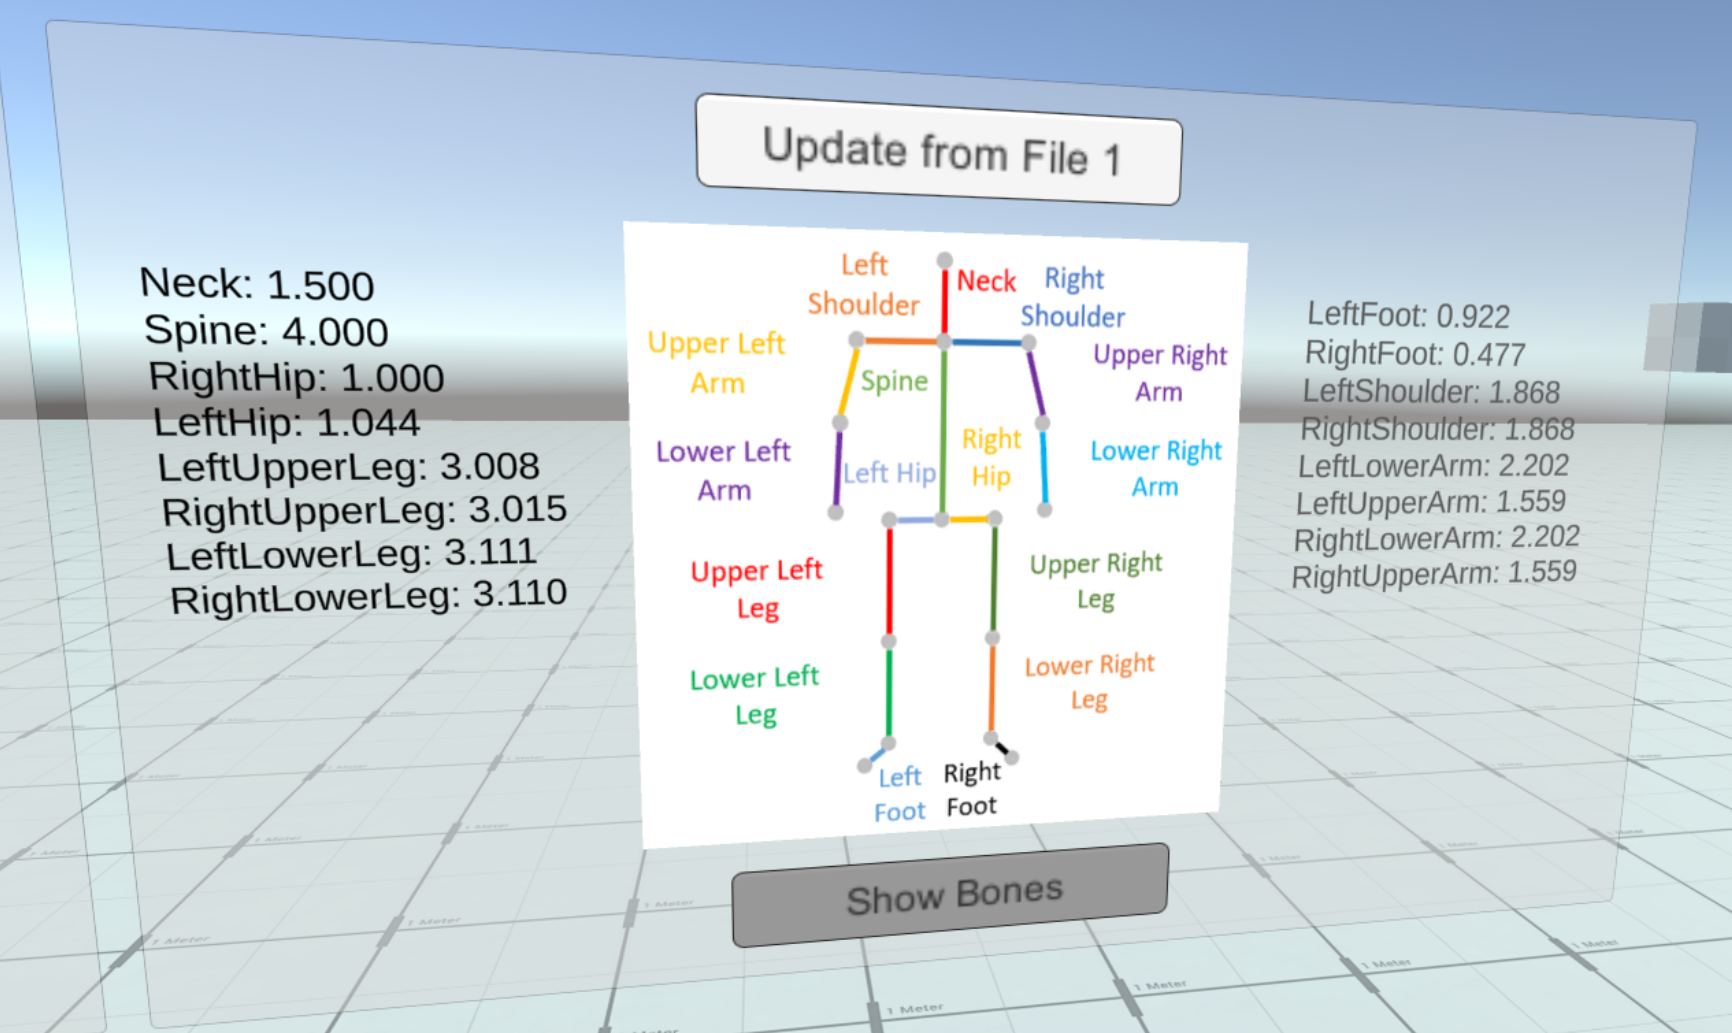 Update from File 1
Neck: 1.500
Spine: 4.000
RightHip: 1.000
LeftHip: 1.044
LeftUpperLeg: 3.008
RightUpperLeg: 3.015
LeftLowerLeg: 3.111
RightLowerLeg: 3.110
Left
Shoulder
Neck
Right
Shoulder
Upper Left
Arm
Spine
Upper Right
Arm
Lower Left
Arm
Left Hip
Right
Hip
Lower Right
Arm
Upper Left
Leg
Upper Right
Leg
Lower Left
Leg
Lower Right
Leg
Left
Foot
Right
Foot
LeftFoot: 0.922
RightFoot: 0.477
LeftShoulder: 1.868
RightShoulder: 1.868
LeftLowerArm: 2.202
LeftUpperArm: 1.559
RightLowerArm: 2.202
RightUpperArm: 1.559
Show Bones
1 Meter
1 Meter
1 Meter
1 Meter
1 Meter
1 Meter
1 Meter